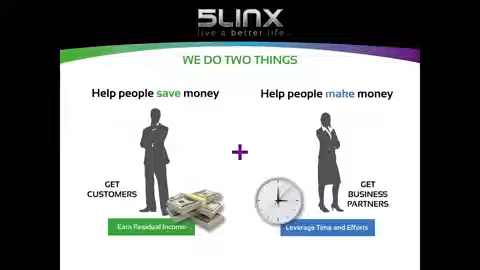 5LINX
live a better life
WE DO TWO THINGS
Help people save money
Help people make money
GET
CUSTOMERS
GET
BUSINESS
PARTNERS
Earn Residual Income
Leverage Time and Efforts